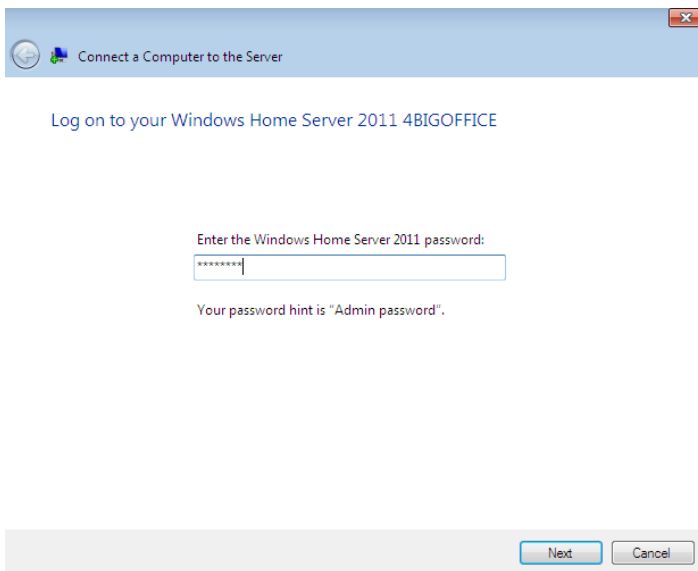 Connect a Computer to the Server
Log on to your Windows Home Server 2011 4BIGOFFICE
Enter the Windows Home Server 2011 password:
********
Your password hint is "Admin password".
Next Cancel